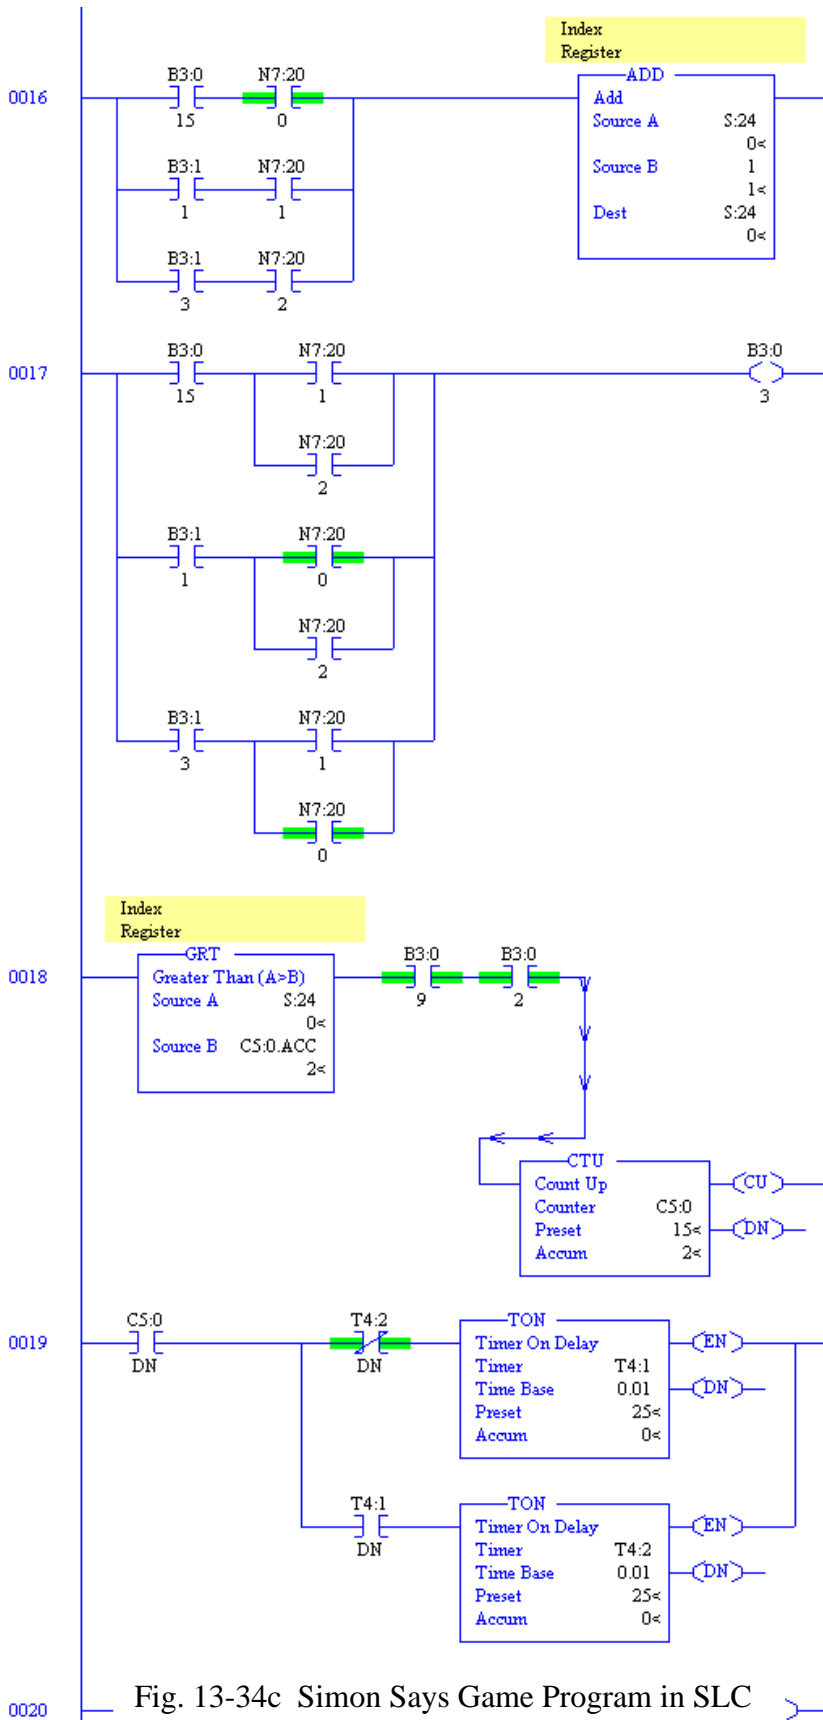 Index
Register
0016
B3:0 N7:20
15 0
ADD
Add
Source A S:24
0<
Source B 1
1<
Dest S:24
0<
B3:1 N7:20
1 1
B3:1 N7:20
3 2
0017
B3:0 N7:20 B3:0
15 1 3
N7:20
2
B3:1 N7:20
1 0
N7:20
2
B3:1 N7:20
3 1
N7:20
0
Index
Register
0018
GRT
Greater Than (A>B)
Source A S:24
0<
Source B C5:0.ACC
2<
B3:0 B3:0
9 2
CTU
Count Up
Counter C5:0
Preset 15<
Accum 2<
CU
DN
0019
C5:0 T4:2
DN DN
TON
Timer On Delay
Timer T4:1
Time Base 0.01
Preset 25<
Accum 0<
EN
DN
T4:1
DN
TON
Timer On Delay
Timer T4:2
Time Base 0.01
Preset 25<
Accum 0<
EN
DN
0020
Fig. 13-34c Simon Says Game Program in SLC